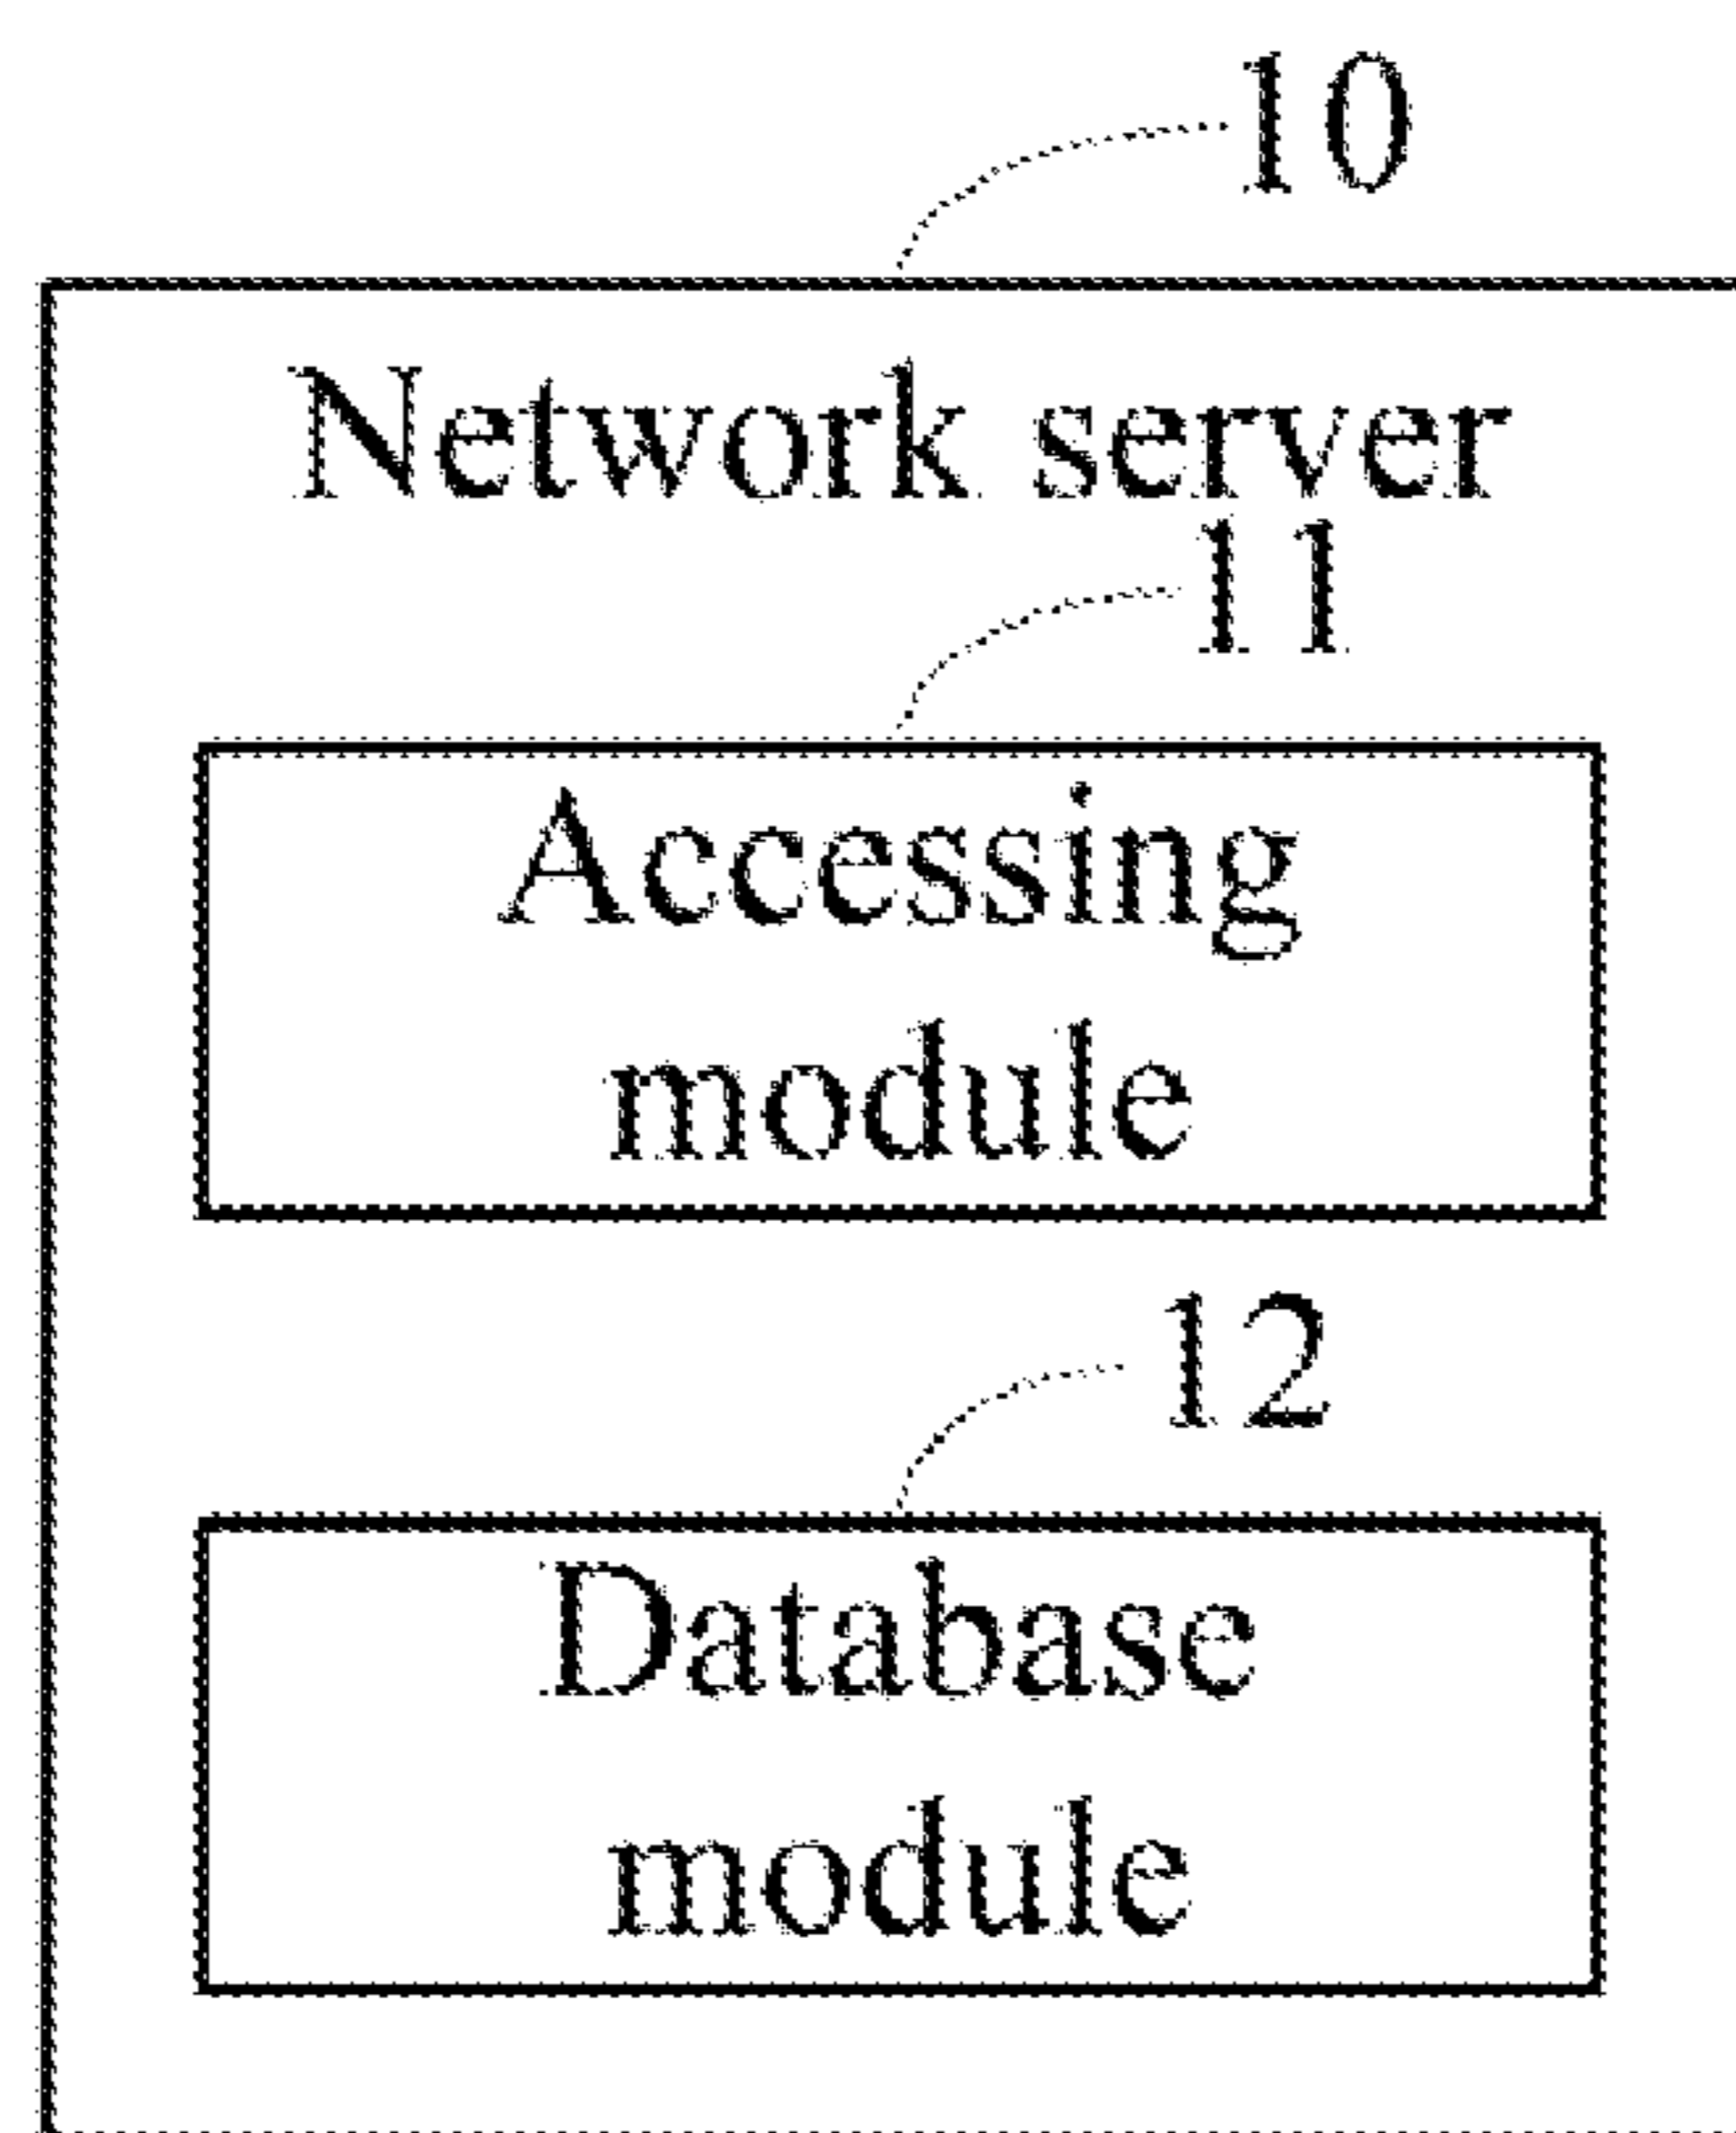 10
Network server
11
Accessing
module
12
Database
module